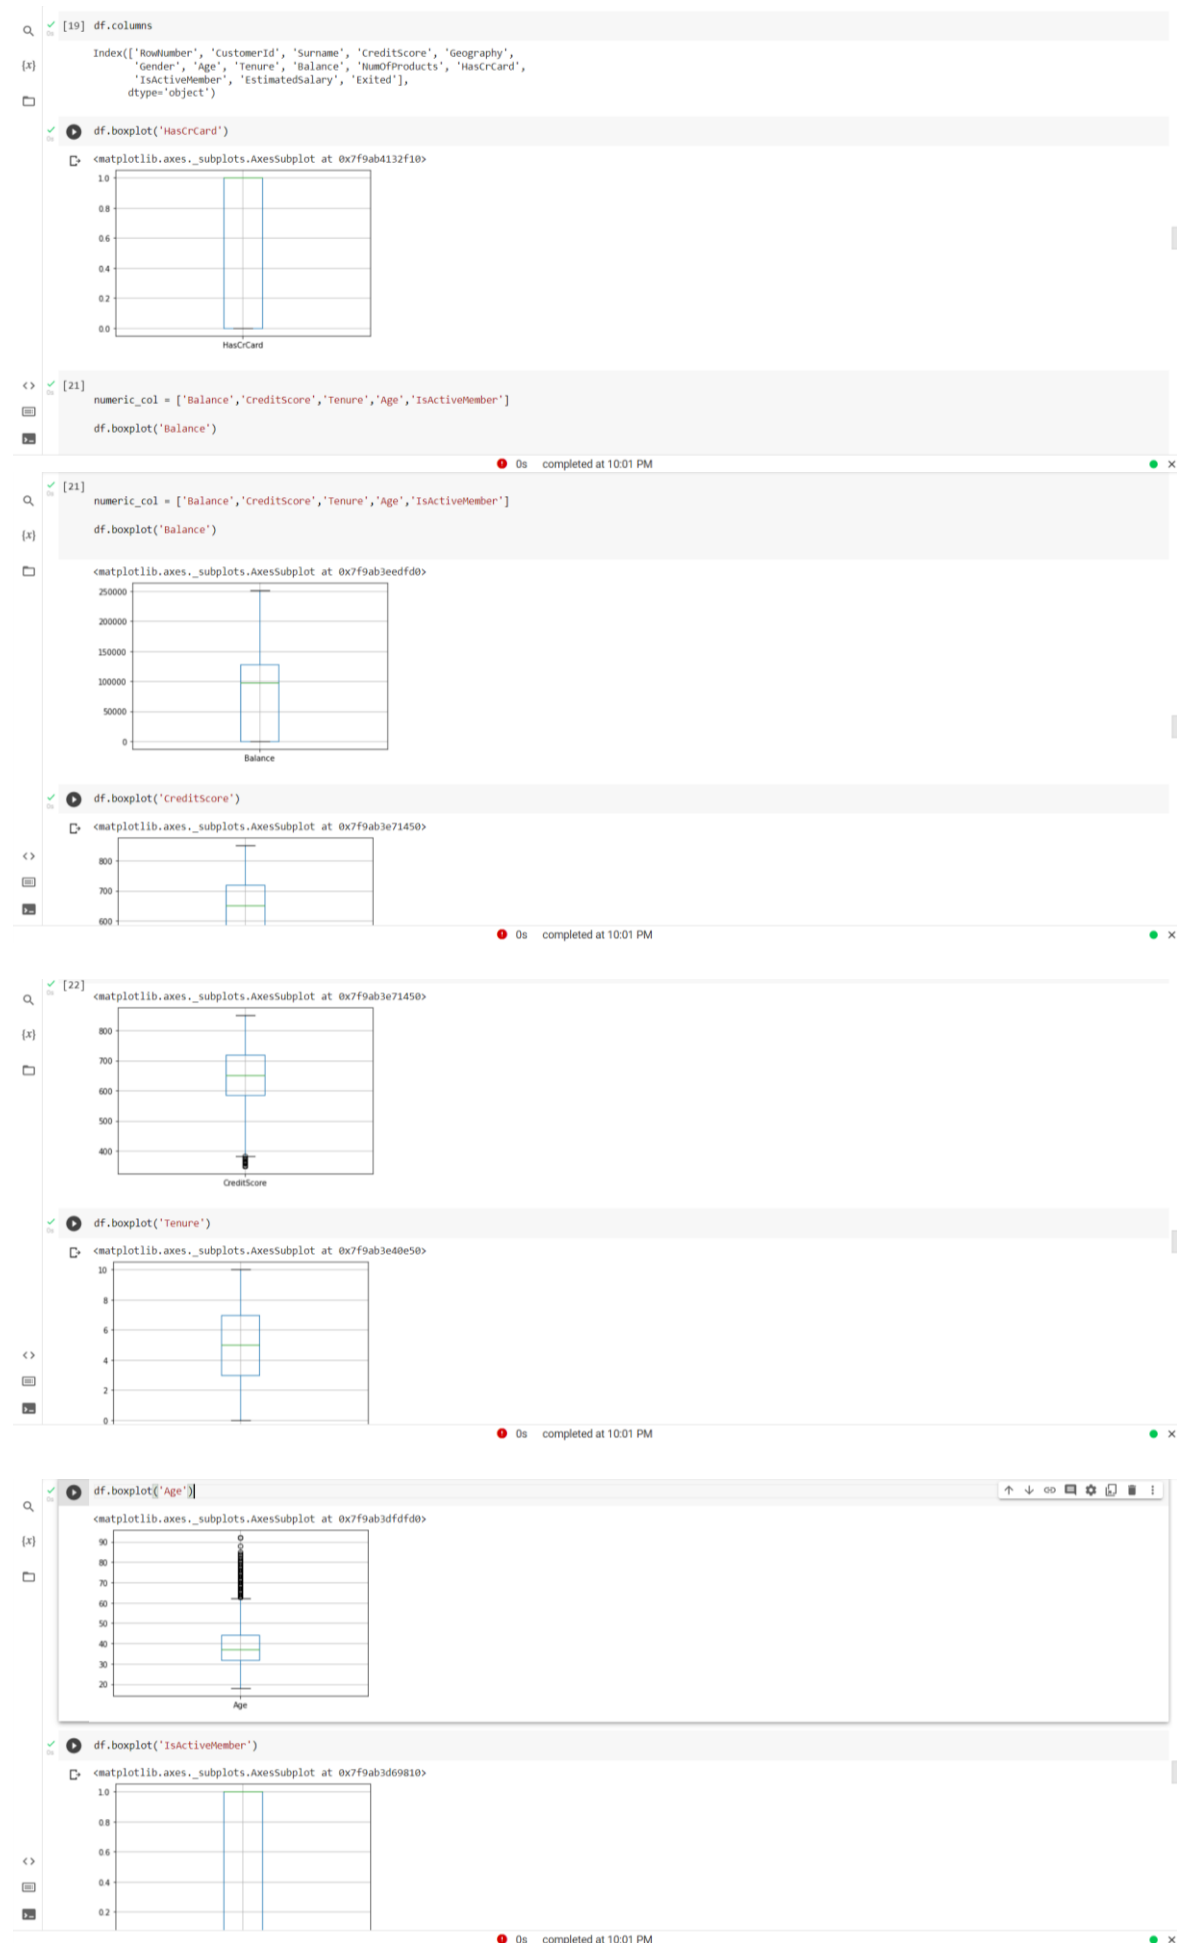 [19] df.columns
Index(['RowNumber', 'CustomerId', 'Surname', 'CreditScore', 'Geography',
'Gender', 'Age', 'Tenure', 'Balance', 'NumOfProducts', 'HasCrCard',
'IsActiveMember', 'EstimatedSalary', 'Exited'],
dtype='object')
{x}
0s
df.boxplot('HasCrCard')
0s
<matplotlib.axes._subplots.AxesSubplot at 0x7f9ab4132f10>
1.0
0.8
0.6
0.4
0.2
0.0
HasCrCard
[21]
0s
numeric_col = ['Balance','CreditScore','Tenure','Age','IsActiveMember']
df.boxplot('Balance')
0s completed at 10:01 PM
[21]
0s
numeric_col = ['Balance','CreditScore','Tenure','Age','IsActiveMember']
df.boxplot('Balance')
{x}
<matplotlib.axes._subplots.AxesSubplot at 0x7f9ab3eedfd0>
250000
200000
150000
100000
50000
0
Balance
df.boxplot('CreditScore')
0s
<matplotlib.axes._subplots.AxesSubplot at 0x7f9ab3e71450>
800
700
600
0s completed at 10:01 PM
[22]
0s
<matplotlib.axes._subplots.AxesSubplot at 0x7f9ab3e71450>
{x}
800
700
600
500
400
CreditScore
df.boxplot('Tenure')
0s
<matplotlib.axes._subplots.AxesSubplot at 0x7f9ab3e40e50>
10
8
6
4
2
0
0s completed at 10:01 PM
df.boxplot('Age')
0s
<matplotlib.axes._subplots.AxesSubplot at 0x7f9ab3dfdfd0>
{x}
90
80
70
60
50
40
30
20
Age
df.boxplot('IsActiveMember')
0s
<matplotlib.axes._subplots.AxesSubplot at 0x7f9ab3d69810>
1.0
0.8
0.6
0.4
0.2
0s completed at 10:01 PM